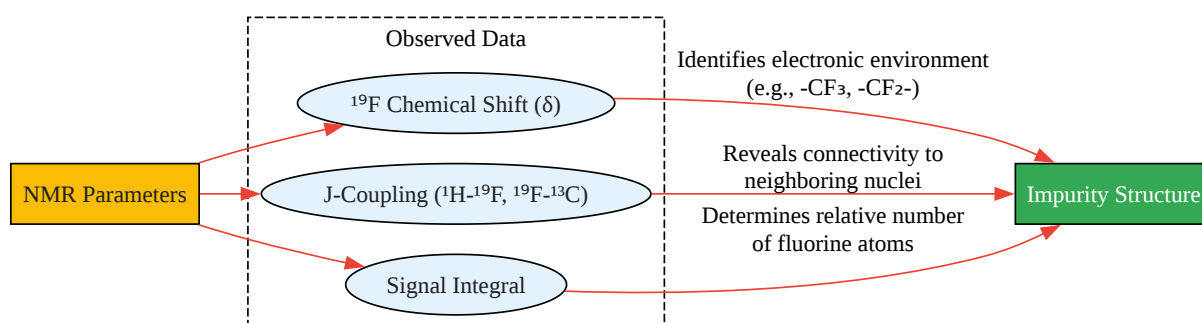 Observed Data
Identifies electronic environment
(e.g., -CF₃, -CF₂-)
¹⁹F Chemical Shift (δ)
NMR Parameters
J-Coupling (¹H-¹⁹F, ¹⁹F-¹³C)
Reveals connectivity to
neighboring nuclei
Impurity Structure
Determines relative number
of fluorine atoms
Signal Integral